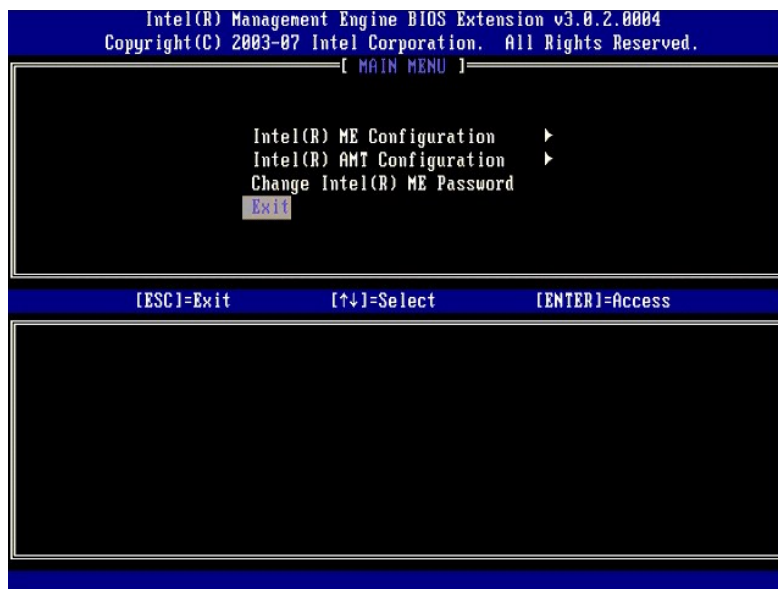 Intel(R) Management Engine BIOS Extension v3.0.2.0004
Copyright(C) 2003-07 Intel Corporation. All Rights Reserved.
[ MAIN MENU ]
Intel(R) ME Configuration ►
Intel(R) AMT Configuration ►
Change Intel(R) ME Password
Exit
[ESC]=Exit [↑↓]=Select [ENTER]=Access